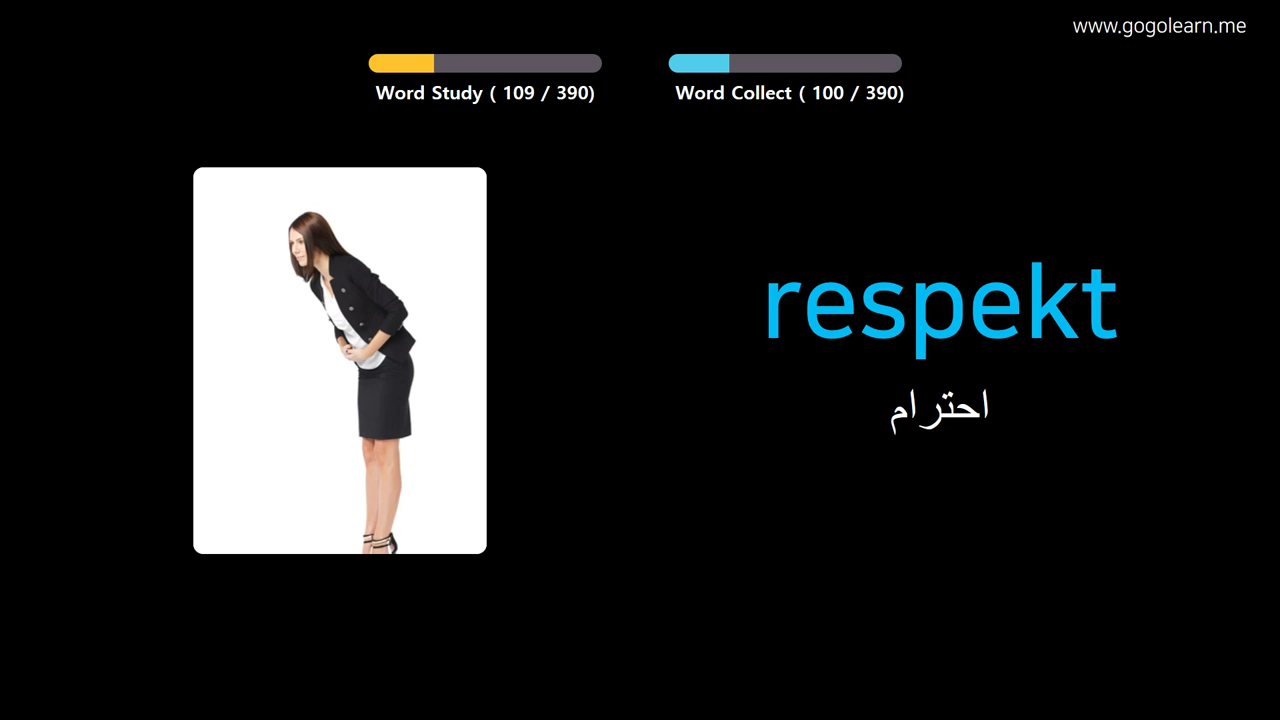 www.gogolearn.me
Word Study ( 109 / 390)
Word Collect ( 100 / 390)
respekt
احترام